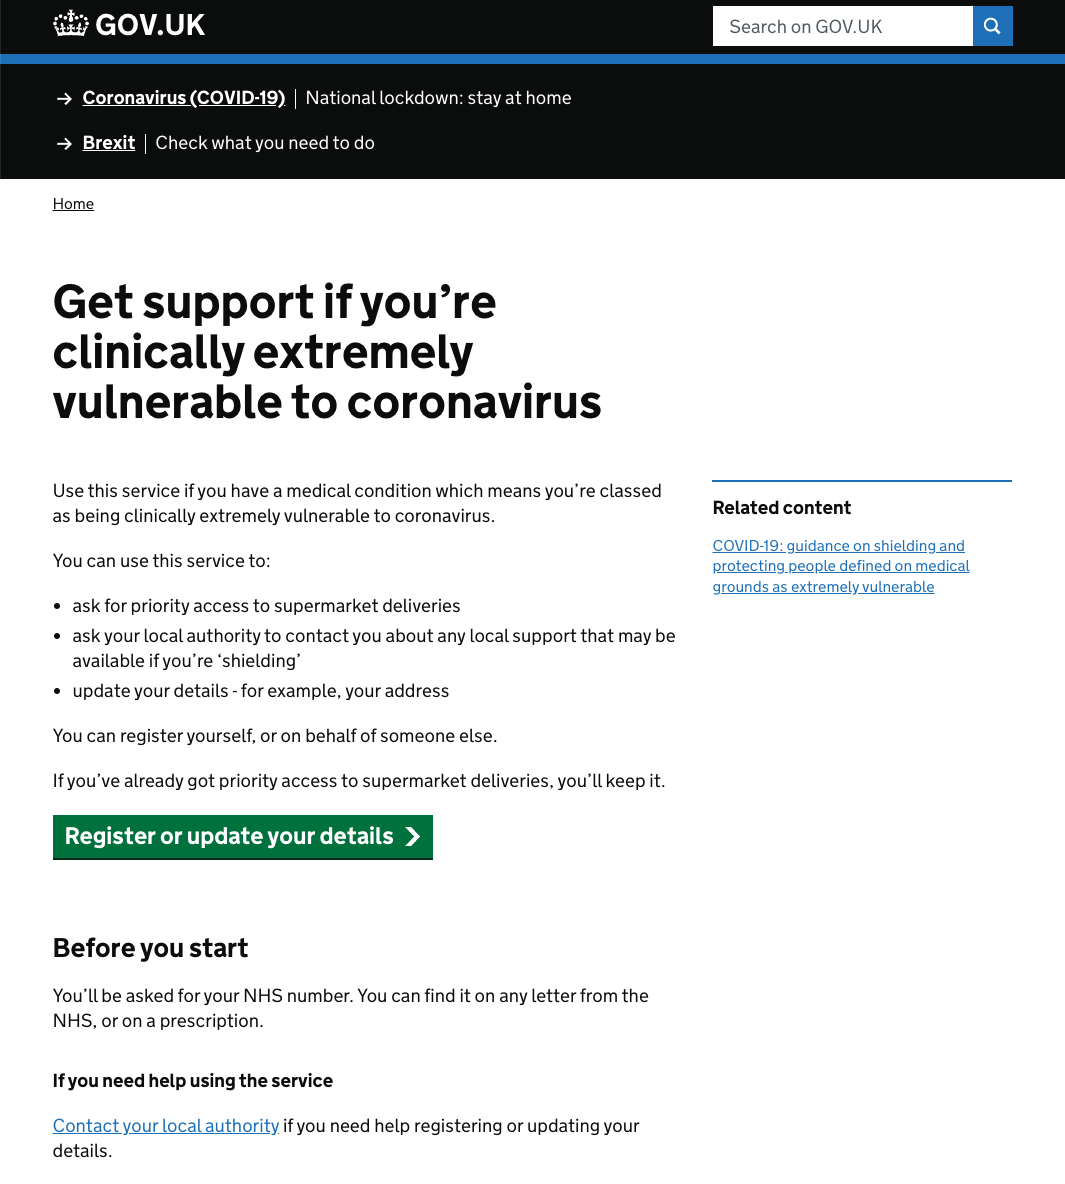 GOV.UK
Search on GOV.UK
→ Coronavirus (COVID-19) | National lockdown: stay at home
→ Brexit | Check what you need to do
Home
Get support if you’re
clinically extremely
vulnerable to coronavirus
Use this service if you have a medical condition which means you’re classed
as being clinically extremely vulnerable to coronavirus.
You can use this service to:
• ask for priority access to supermarket deliveries
• ask your local authority to contact you about any local support that may be
available if you’re ‘shielding’
• update your details - for example, your address
You can register yourself, or on behalf of someone else.
If you’ve already got priority access to supermarket deliveries, you’ll keep it.
Register or update your details
Before you start
You’ll be asked for your NHS number. You can find it on any letter from the
NHS, or on a prescription.
If you need help using the service
Contact your local authority if you need help registering or updating your
details.
Related content
COVID-19: guidance on shielding and
protecting people defined on medical
grounds as extremely vulnerable